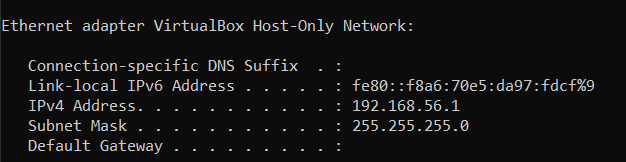 Ethernet adapter VirtualBox Host-Only Network:
Connection-specific DNS Suffix  . :
Link-local IPv6 Address . . . . . : fe80::f8a6:70e5:da97:fdcf%9
IPv4 Address. . . . . . . . . . . : 192.168.56.1
Subnet Mask . . . . . . . . . . . : 255.255.255.0
Default Gateway . . . . . . . . . :